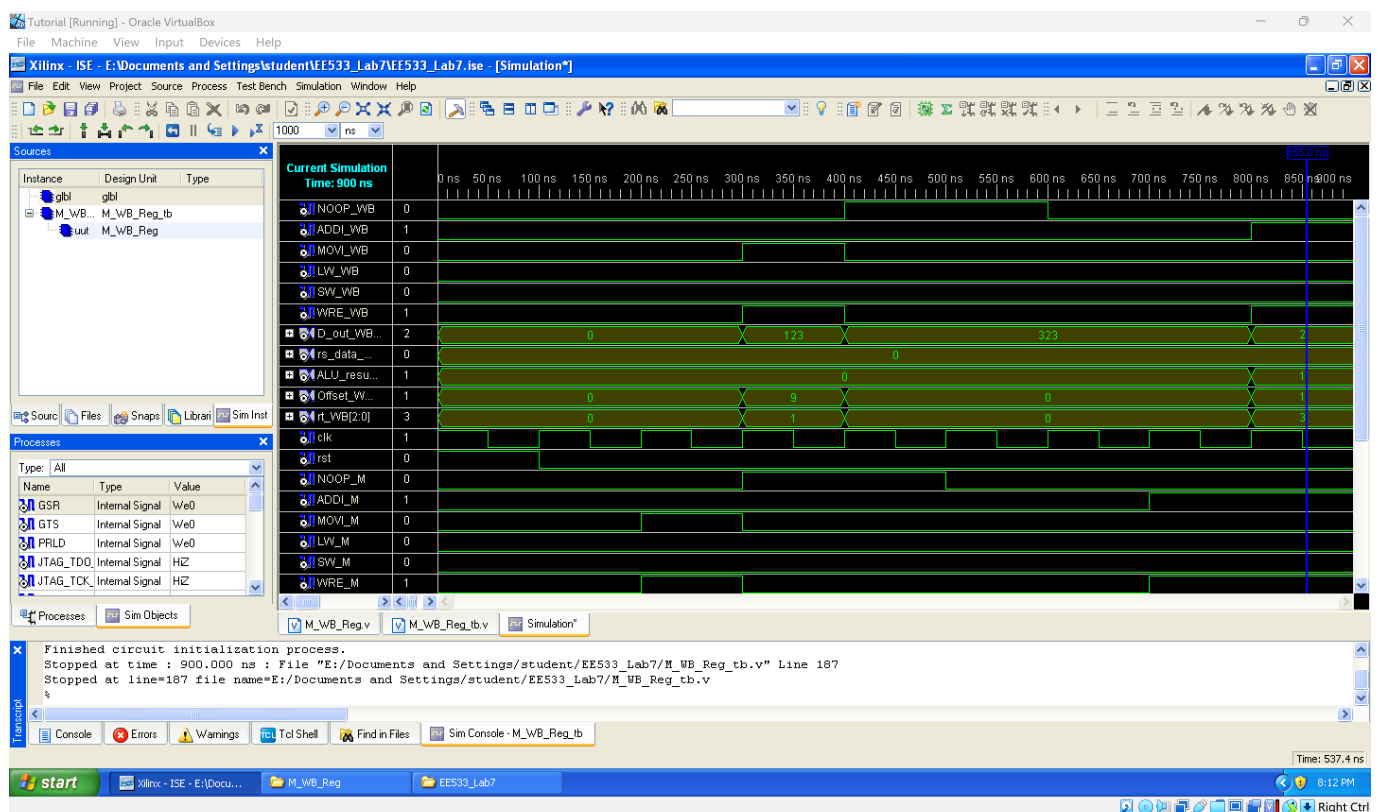 Tutorial [Running] - Oracle VirtualBox
File Machine View Input Devices Help
Xilinx - ISE - E:\Documents and Settings\student\EE533_Lab7\EE533_Lab7.ise - [Simulation*]
File Edit View Project Source Process Test Bench Simulation Window Help
1000 ns
Sources
Instance Design Unit Type
glbl glbl
M_WB... M_WB_Reg_tb
uut M_WB_Reg
Sourc Files Snaps Librari Sim Inst
Processes
Type: All
Name Type Value
GSR Internal Signal We0
GTS Internal Signal We0
PRLD Internal Signal We0
JTAG_TDO_ Internal Signal HiZ
JTAG_TCK_ Internal Signal HiZ
Processes Sim Objects
855.0 ns
Current Simulation
Time: 900 ns
0 ns 50 ns 100 ns 150 ns 200 ns 250 ns 300 ns 350 ns 400 ns 450 ns 500 ns 550 ns 600 ns 650 ns 700 ns 750 ns 800 ns 850 ns 900 ns
NOOP_WB 0
ADDI_WB 1
MOVI_WB 0
LW_WB 0
SW_WB 0
WRE_WB 1
D_out_WB... 2 0 123 323 2
rs_data_... 0 0
ALU_resu... 1 0 1
Offset_W... 1 0 9 0 1
rt_WB[2:0] 3 0 1 0 3
clk 1
rst 0
NOOP_M 0
ADDI_M 1
MOVI_M 0
LW_M 0
SW_M 0
WRE_M 1
M_WB_Reg.v M_WB_Reg_tb.v Simulation*
Finished circuit initialization process.
Stopped at time : 900.000 ns : File "E:/Documents and Settings/student/EE533_Lab7/M_WB_Reg_tb.v" Line 187
Stopped at line=187 file name=E:/Documents and Settings/student/EE533_Lab7/M_WB_Reg_tb.v
%
Transcript
Console Errors Warnings Tcl Shell Find in Files Sim Console - M_WB_Reg_tb
Time: 537.4 ns
start Xilinx - ISE - E:\Docu... M_WB_Reg EE533_Lab7 8:12 PM
Right Ctrl